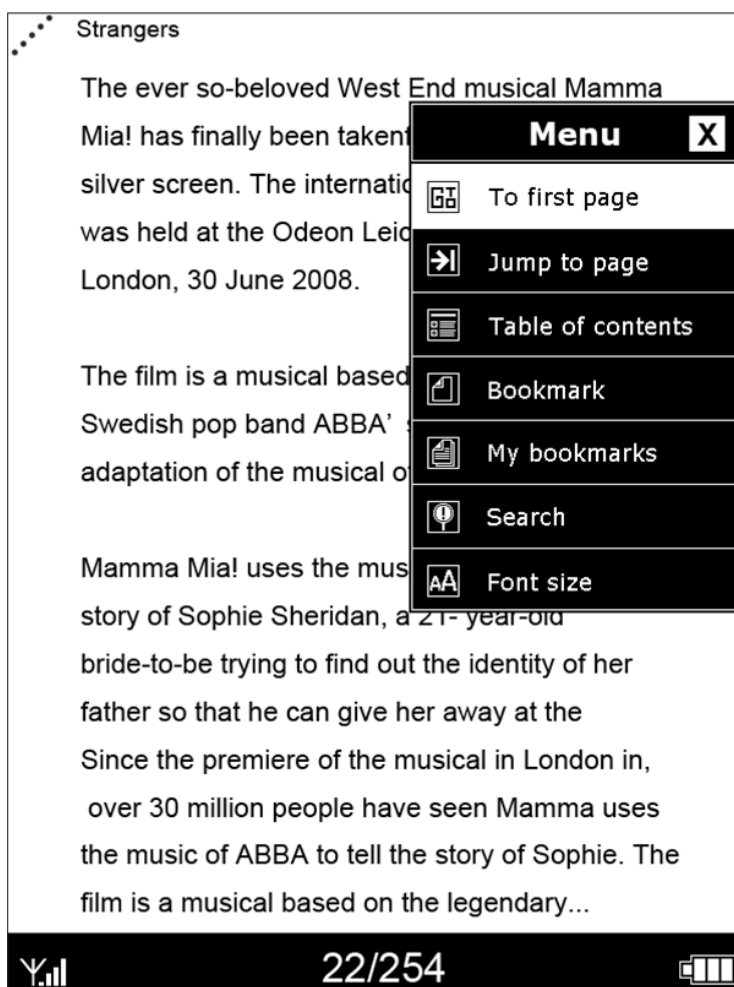 Strangers
The ever so-beloved West End musical Mamma
Mia! has finally been taken
silver screen. The internatio
was held at the Odeon Leic
London, 30 June 2008.
The film is a musical based
Swedish pop band ABBA' s
adaptation of the musical o
Mamma Mia! uses the mus
story of Sophie Sheridan, a 21- year-old
bride-to-be trying to find out the identity of her
father so that he can give her away at the
Since the premiere of the musical in London in,
over 30 million people have seen Mamma uses
the music of ABBA to tell the story of Sophie. The
film is a musical based on the legendary...
Menu X
GO To first page
Jump to page
Table of contents
Bookmark
My bookmarks
Search
AA Font size
22/254